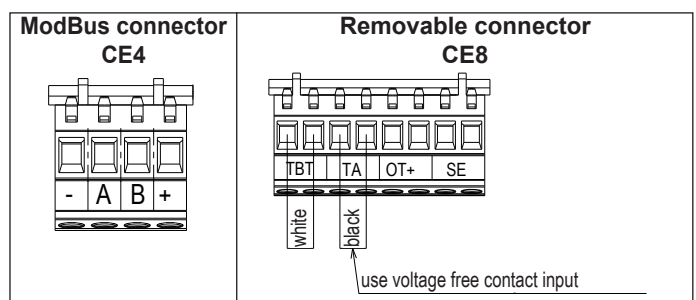 ModBus connector
CE4
Removable connector
CE8
- A B +
TBT TA OT+ SE
white
black
use voltage free contact input